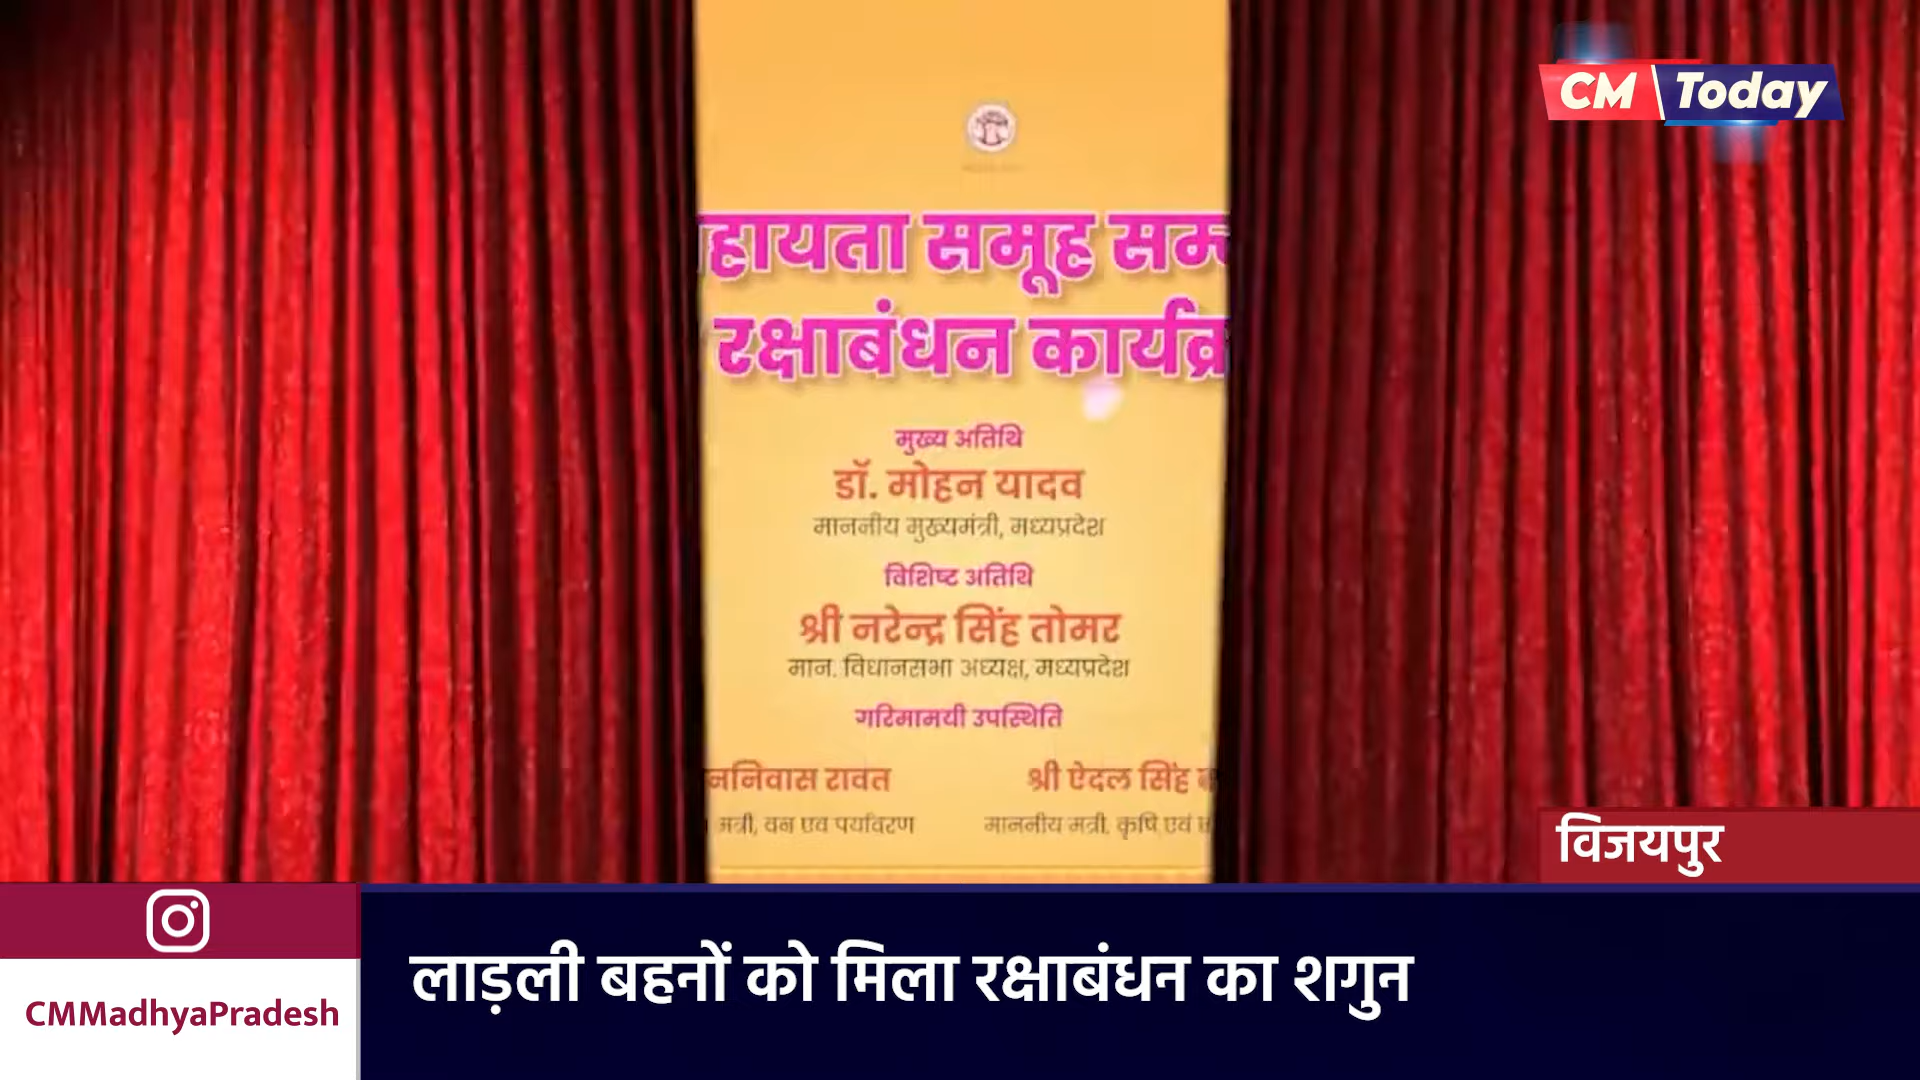 CM Today
हायता समूह सम्
रक्षाबंधन कार्यक्र
मुख्य अतिथि
डॉ. मोहन यादव
माननीय मुख्यमंत्री, मध्यप्रदेश
विशिष्ट अतिथि
श्री नरेन्द्र सिंह तोमर
मान. विधानसभा अध्यक्ष, मध्यप्रदेश
गरिमामयी उपस्थिति
ननिवास रावत श्री ऐदल सिंह
मंत्री, वन एवं पर्यावरण माननीय मंत्री, कृषि एवं
विजयपुर
लाड़ली बहनों को मिला रक्षाबंधन का शगुन
CMMadhyaPradesh